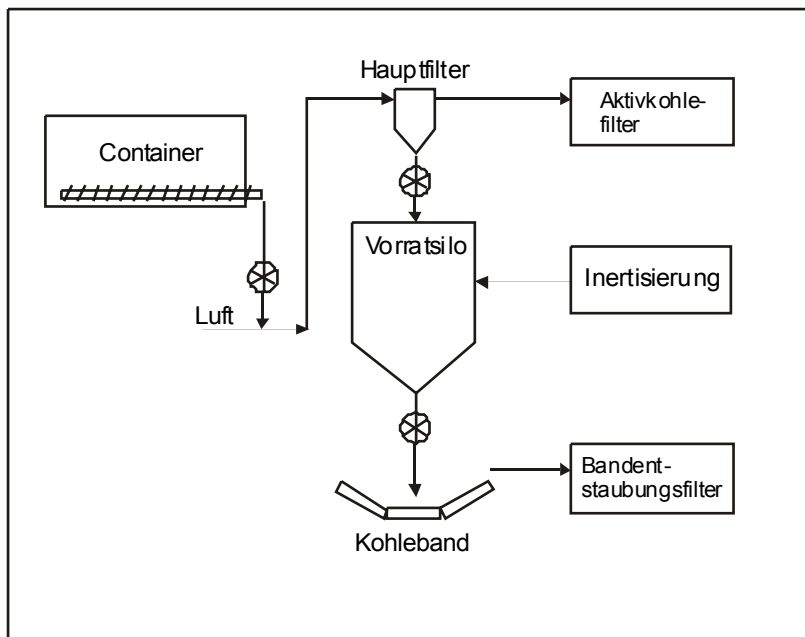 Hauptfilter
Aktivkohle-
filter
Container
Vorratsilo
Inertisierung
Luft
Bandent-
staubungsfilter
Kohleband